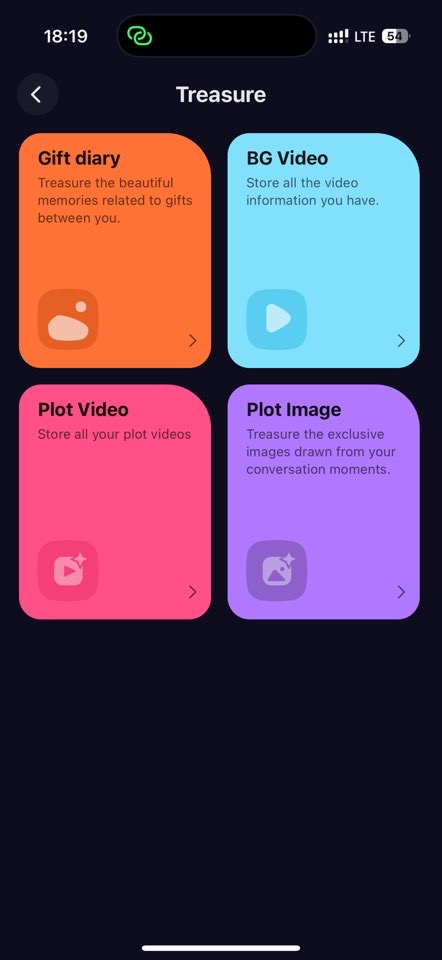 18:19
LTE
54
Treasure
Gift diary
Treasure the beautiful
memories related to gifts
between you.
BG Video
Store all the video
information you have.
Plot Video
Store all your plot videos
Plot Image
Treasure the exclusive
images drawn from your
conversation moments.